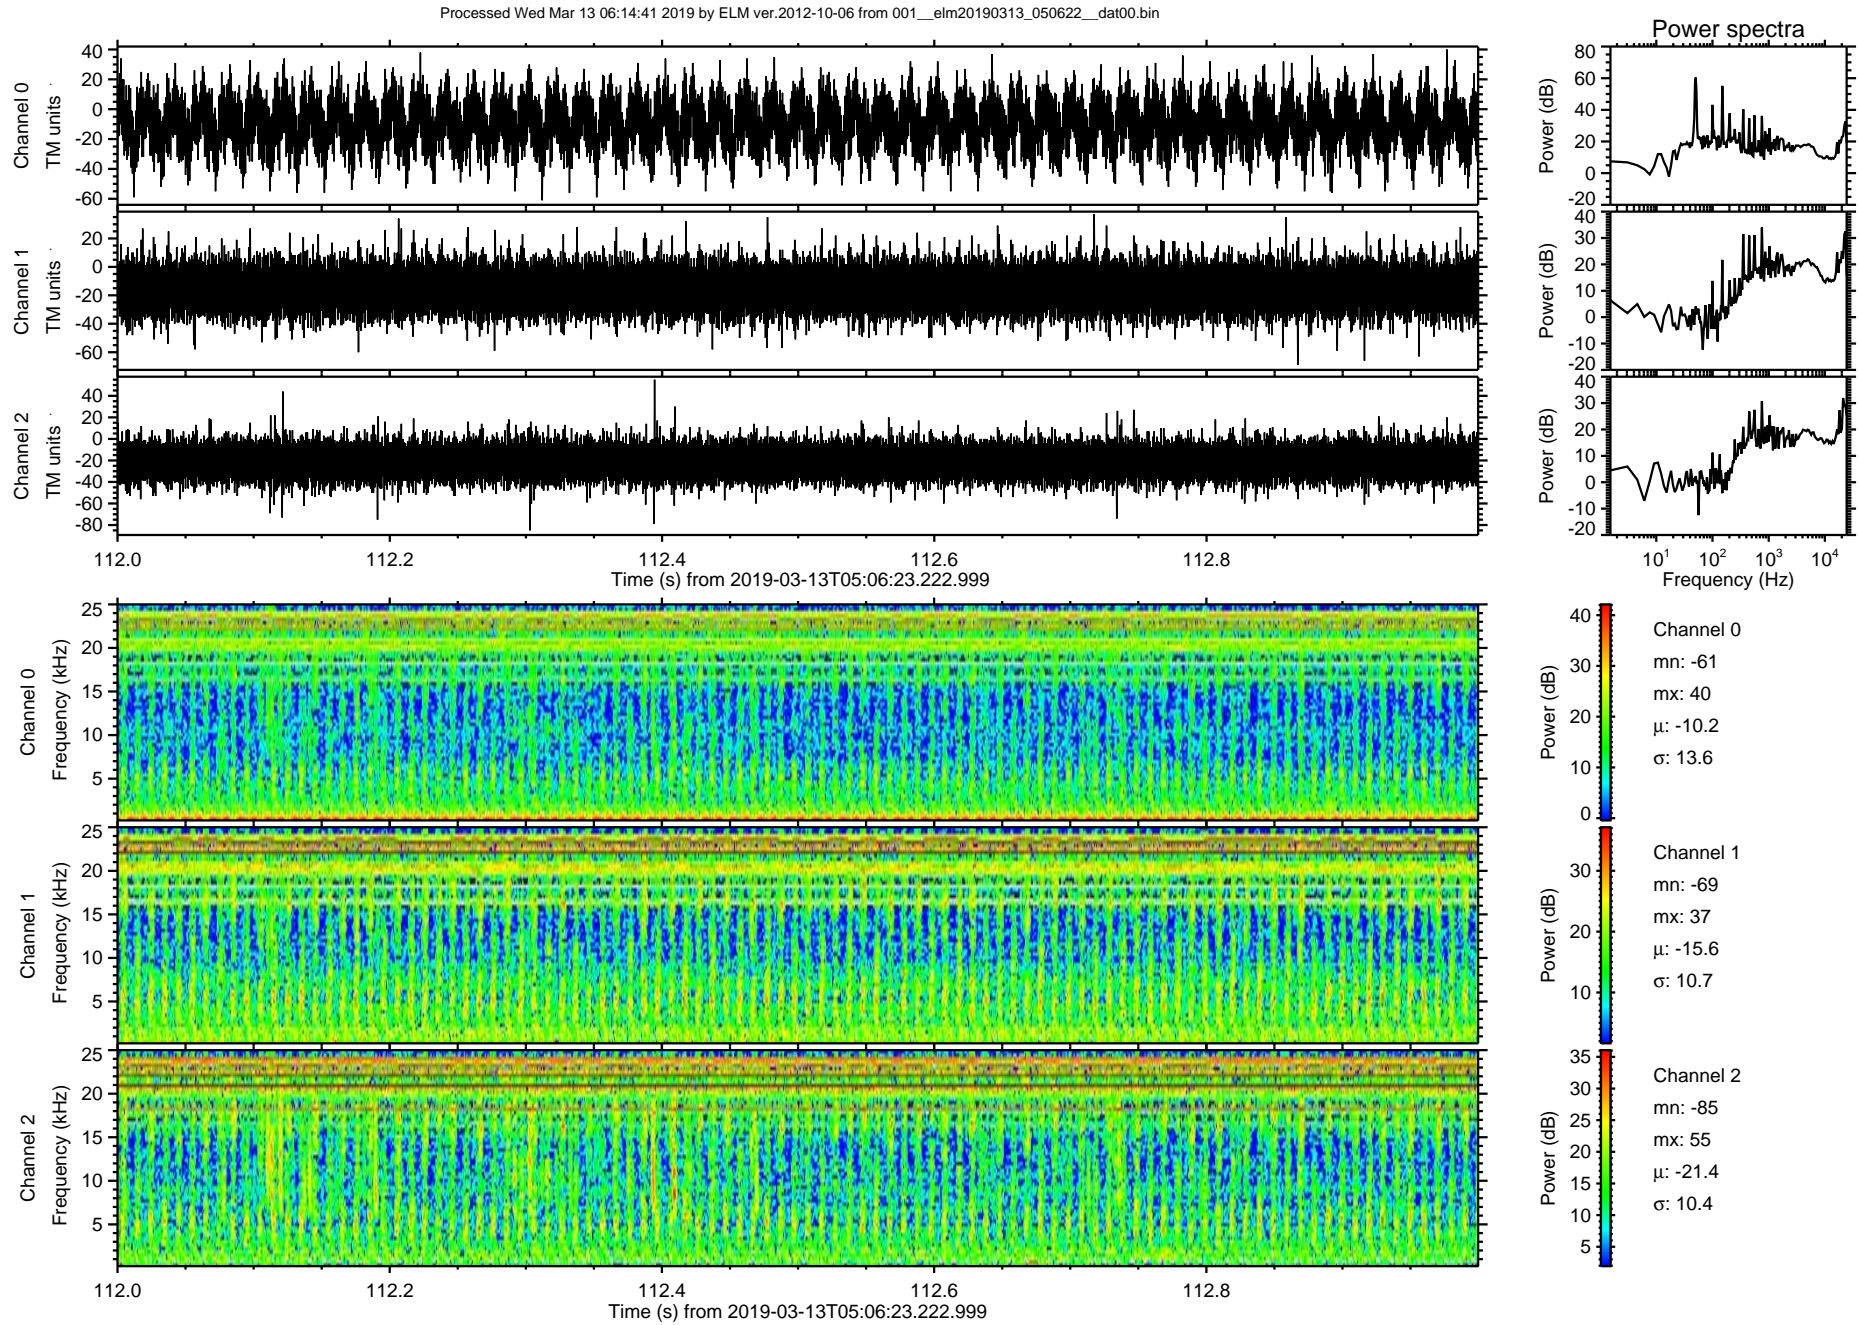 Processed Wed Mar 13 06:14:41 2019 by ELM ver.2012-10-06 from 001__elm20190313_050622__dat00.bin
Power spectra
Channel 0
TM units
40
20
0
-20
-40
-60
Power (dB)
80
60
40
20
0
-20
Channel 1
TM units
20
0
-20
-40
-60
Power (dB)
40
30
20
10
0
-10
-20
Channel 2
TM units
40
20
0
-20
-40
-60
-80
Power (dB)
40
30
20
10
0
-10
-20
112.0 112.2 112.4 112.6 112.8
Time (s) from 2019-03-13T05:06:23.222.999
10^1 10^2 10^3 10^4
Frequency (Hz)
Channel 0
Frequency (kHz)
25
20
15
10
5
Power (dB)
40
30
20
10
0
Channel 0
mn: -61
mx: 40
μ: -10.2
σ: 13.6
Channel 1
Frequency (kHz)
25
20
15
10
5
Power (dB)
30
20
10
Channel 1
mn: -69
mx: 37
μ: -15.6
σ: 10.7
Channel 2
Frequency (kHz)
25
20
15
10
5
Power (dB)
35
30
25
20
15
10
5
Channel 2
mn: -85
mx: 55
μ: -21.4
σ: 10.4
112.0 112.2 112.4 112.6 112.8
Time (s) from 2019-03-13T05:06:23.222.999